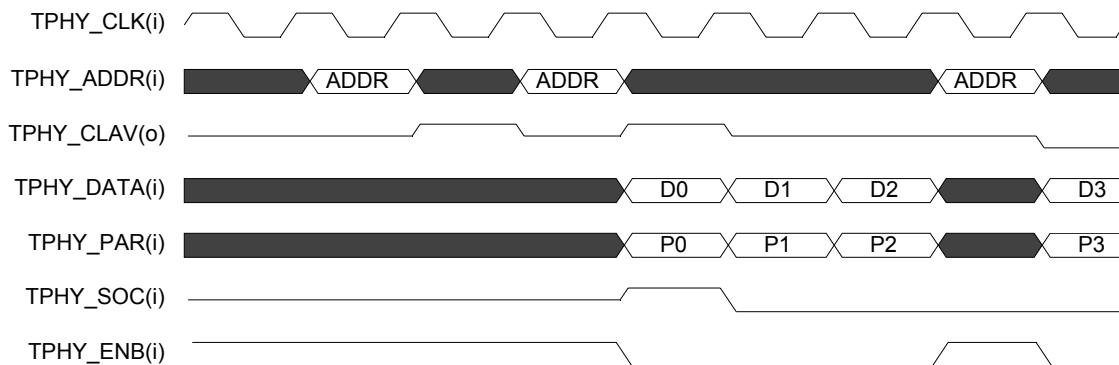 TPHY_CLK(i)
TPHY_ADDR(i) ADDR ADDR ADDR
TPHY_CLAV(o)
TPHY_DATA(i) D0 D1 D2 D3
TPHY_PAR(i) P0 P1 P2 P3
TPHY_SOC(i)
TPHY_ENB(i)